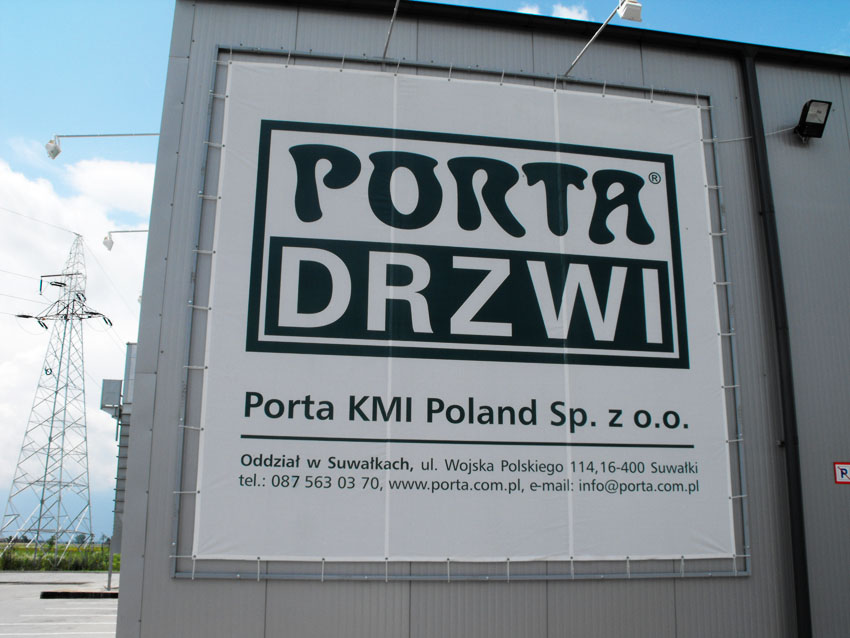 PORTA®
DRZWI
Porta KMI Poland Sp. z o.o.
Oddział w Suwałkach, ul. Wojska Polskiego 114,16-400 Suwałki
tel.: 087 563 03 70, www.porta.com.pl, e-mail: info@porta.com.pl